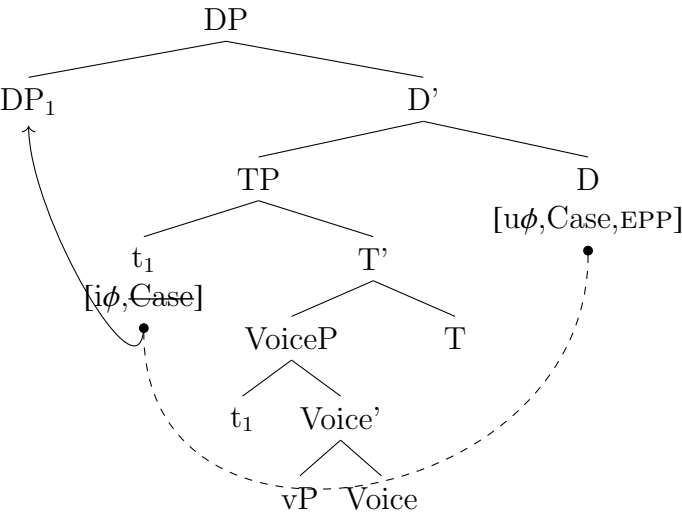 DP
DP₁ D'
TP D
[uϕ,Case,EPP]
t₁ T'
[iϕ,Case]
VoiceP T
t₁ Voice'
vP Voice